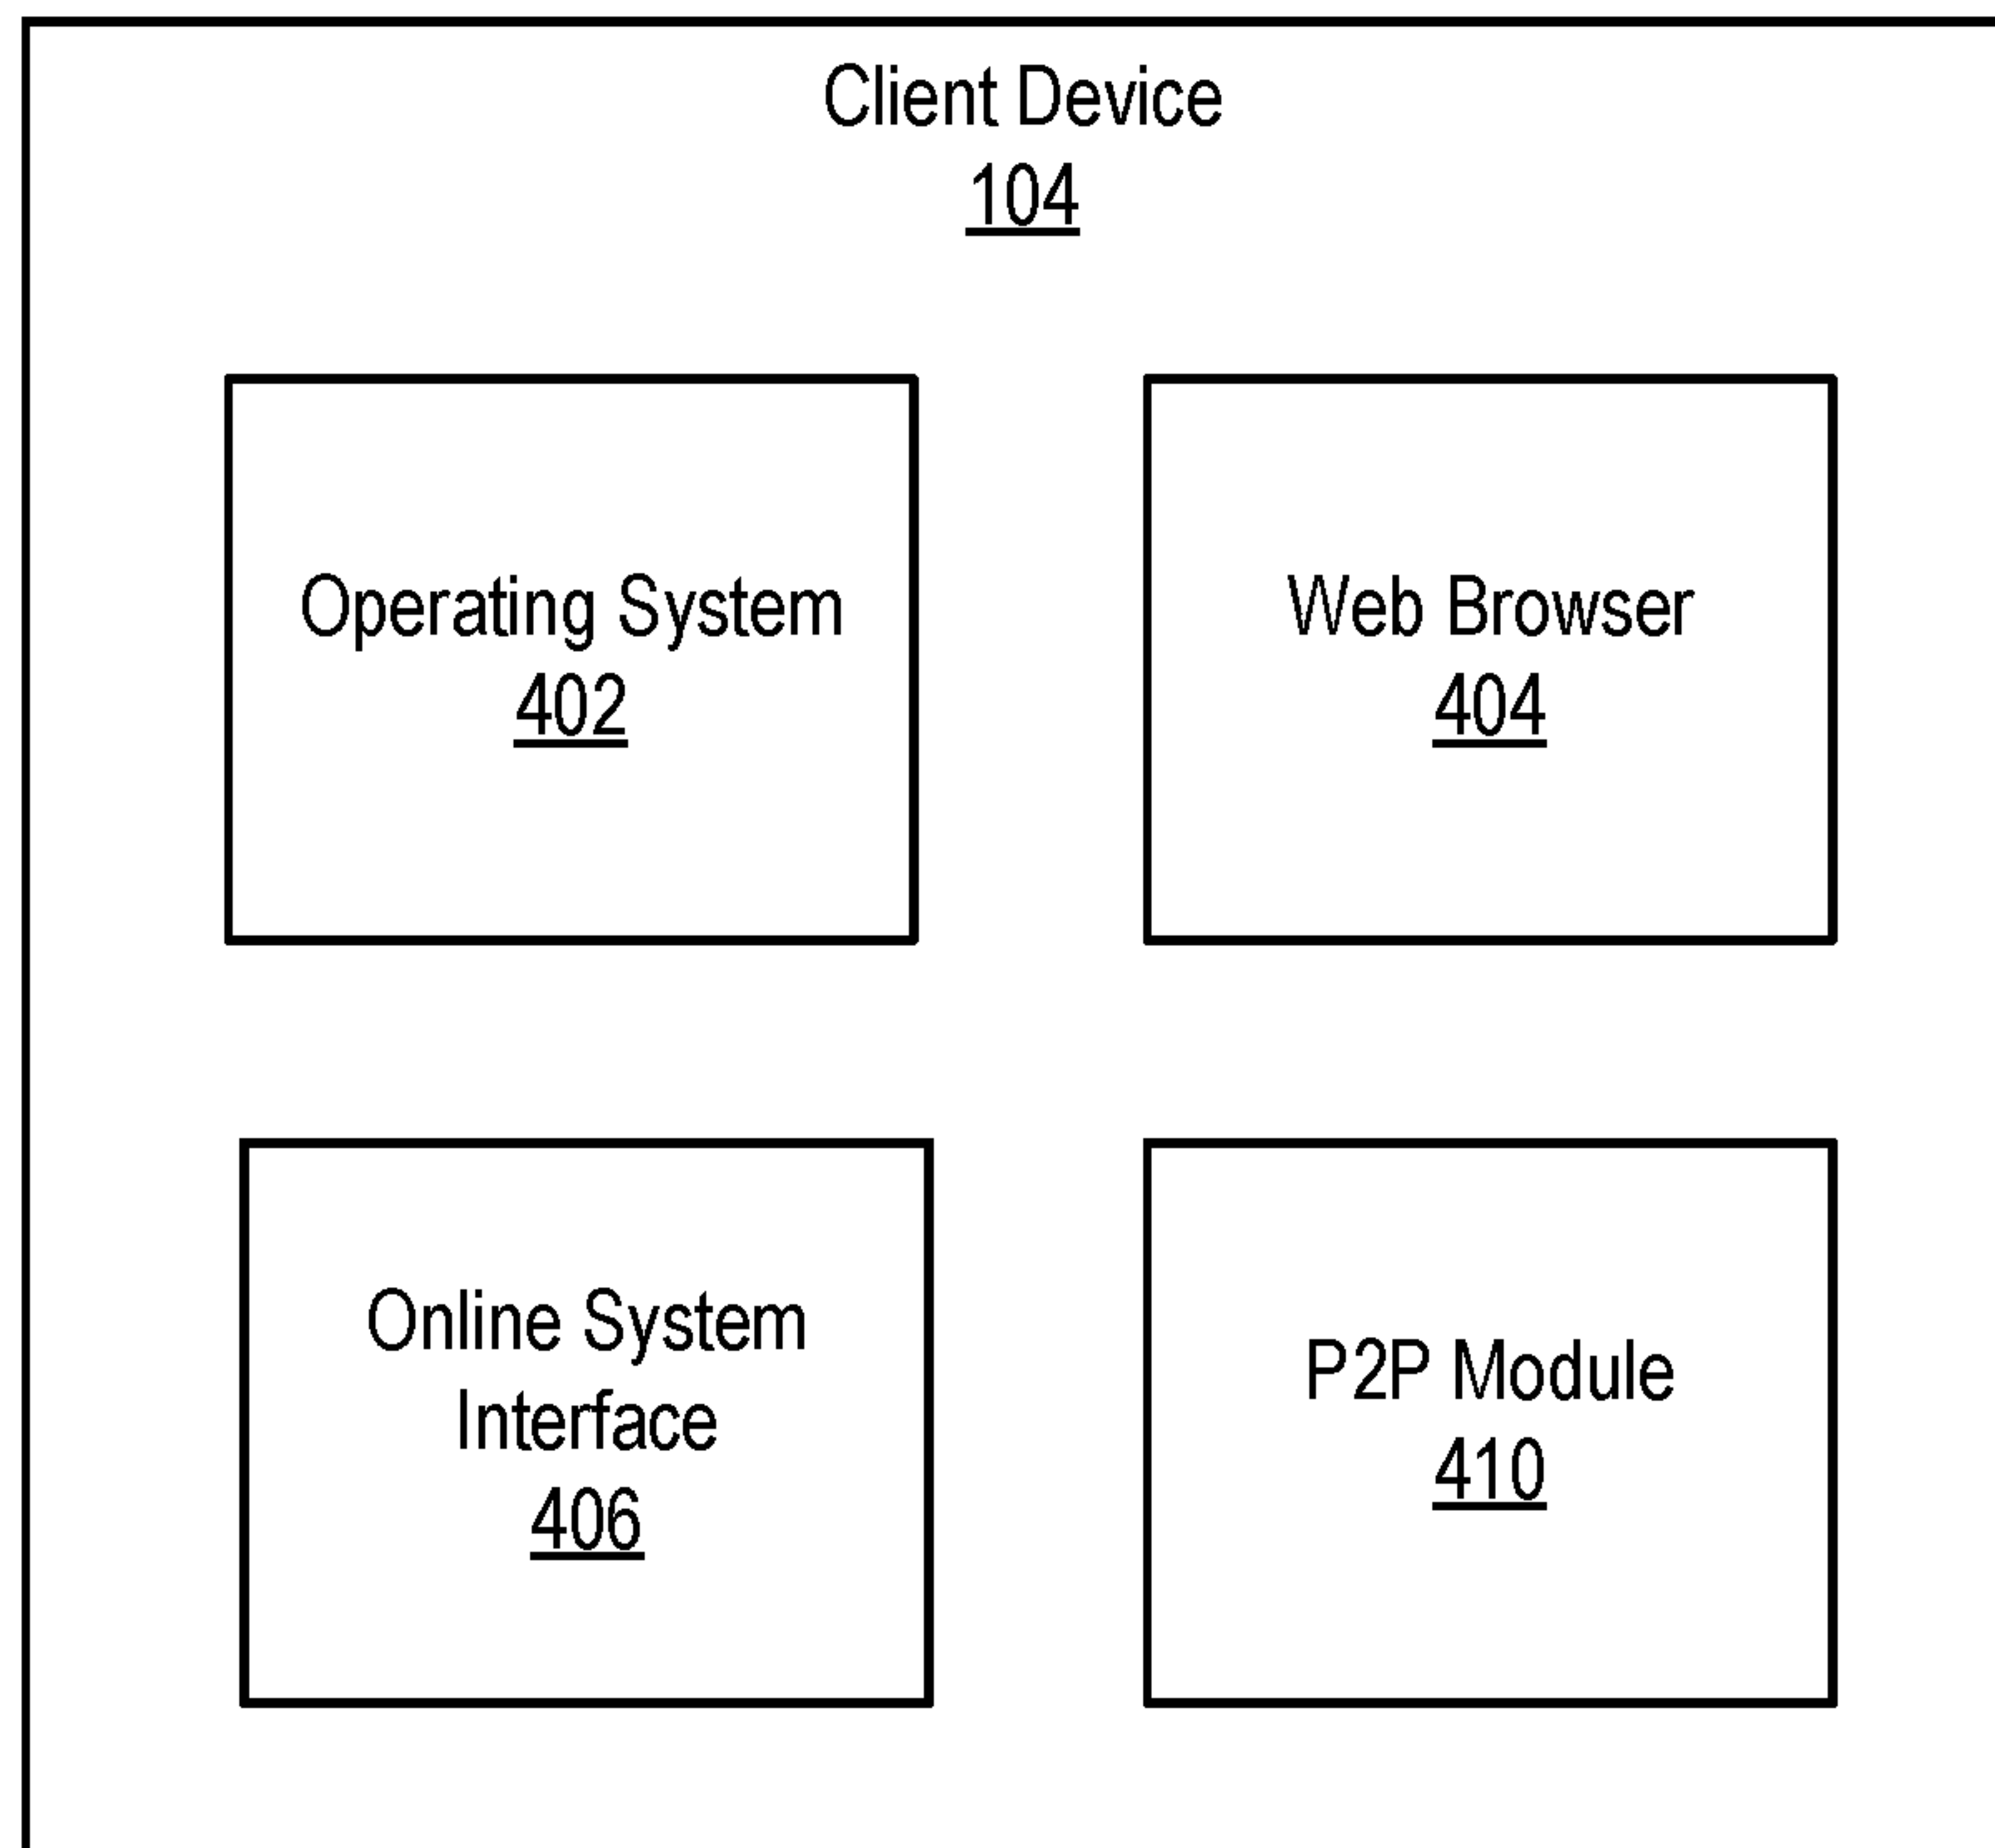 Client Device
104
Operating System
402
Web Browser
404
Online System
Interface
406
P2P Module
410